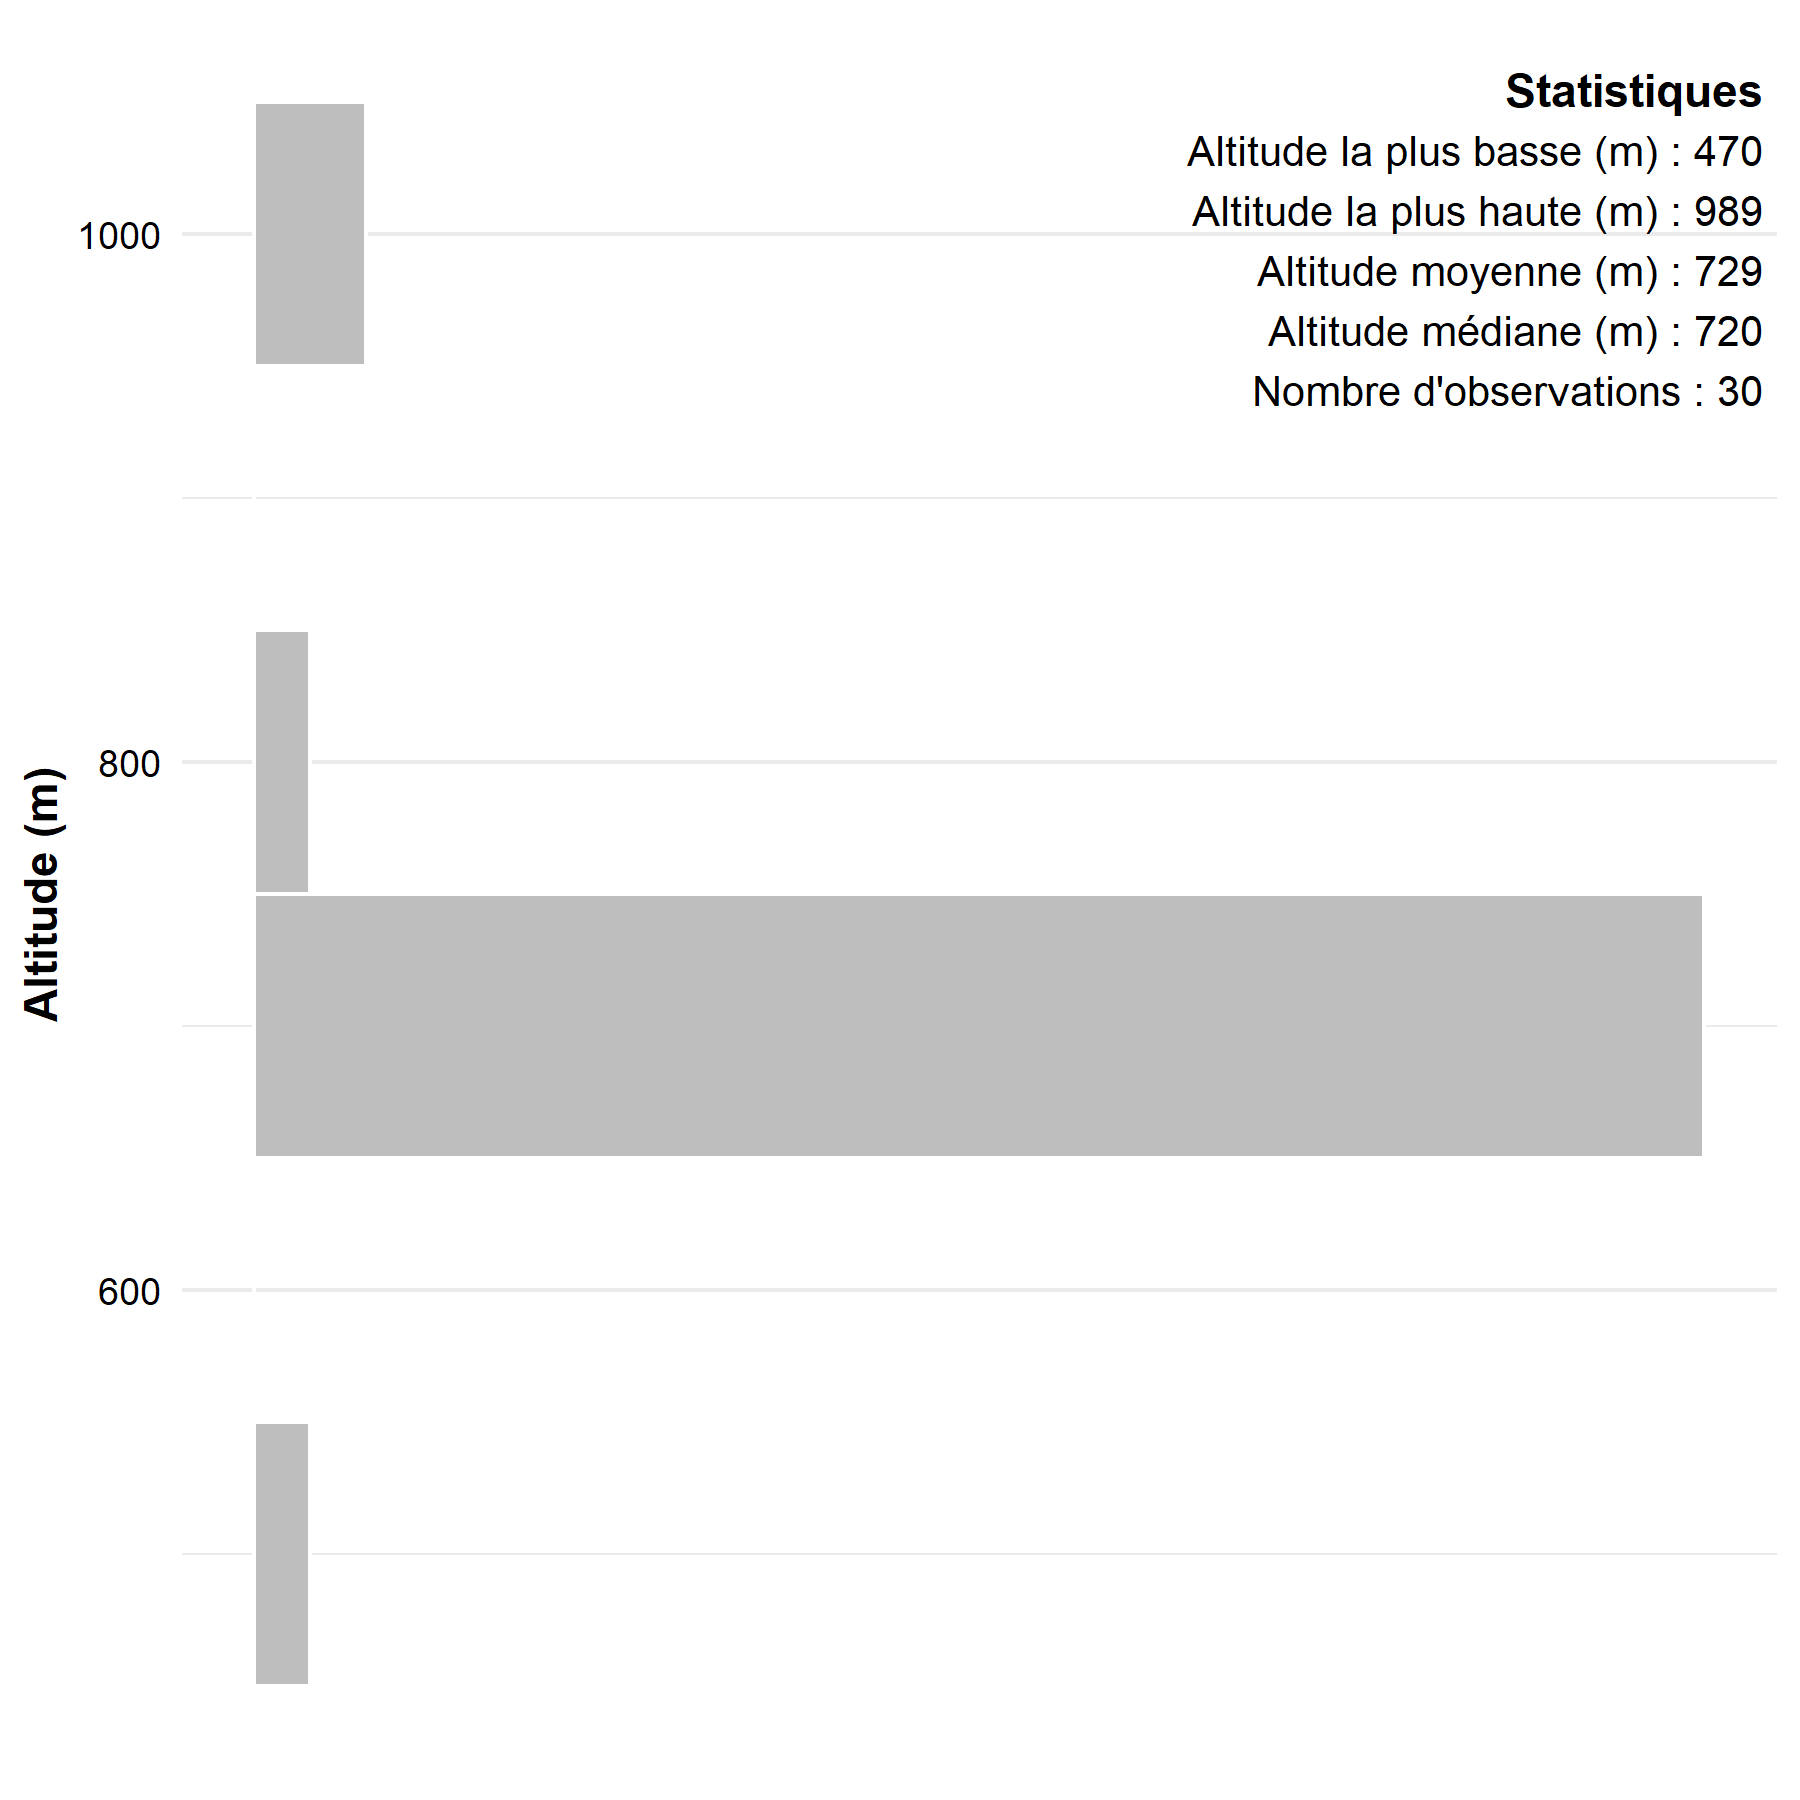 Statistiques
Altitude la plus basse (m) : 470
Altitude la plus haute (m) : 989
Altitude moyenne (m) : 729
Altitude médiane (m) : 720
Nombre d'observations : 30
1000
800
600
Altitude (m)